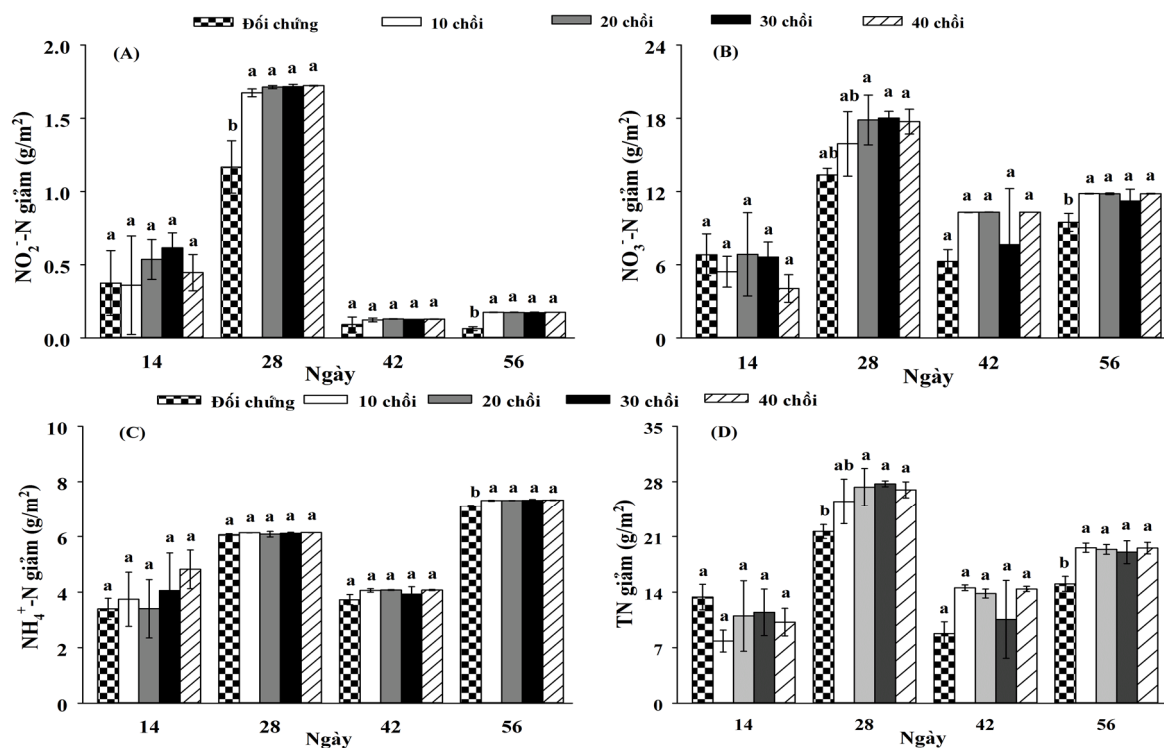 Đối chứng 10 chồi 20 chồi 30 chồi 40 chồi
(A)
NO₂⁻-N giảm (g/m²)
2.0
1.5
1.0
0.5
0.0
a a a a a
b a a a a
a a a a a
b a a a a
14 28 42 56
Ngày
(B)
NO₃⁻-N giảm (g/m²)
24
18
12
6
0
a a a a a
ab ab a a a
a a a a a
b a a a a
14 28 42 56
Ngày
Đối chứng 10 chồi 20 chồi 30 chồi 40 chồi
(C)
NH₄⁺-N giảm (g/m²)
10
8
6
4
2
0
a a a a a
a a a a a
a a a a a
b a a a a
14 28 42 56
Ngày
(D)
TN giảm (g/m²)
35
28
21
14
7
0
a a a a a
b ab a a a
a a a a a
b a a a a
14 28 42 56
Ngày